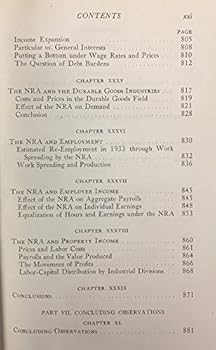 CONTENTS xxi
PAGE
Income Expansion 805
Particular vs. General Interests 808
Putting a Bottom under Wage Rates and Prices 810
The Question of Debt Burdens 812
CHAPTER XXXV
THE NRA AND THE DURABLE GOODS INDUSTRIES 817
Costs and Prices in the Durable Goods Field 819
Effect of the NRA on Demand 821
Conclusion 828
CHAPTER XXXVI
THE NRA AND EMPLOYMENT 830
Estimated Re-Employment in 1933 through Work
Spreading by the NRA 832
Work Spreading and Production 836
CHAPTER XXXVII
THE NRA AND EMPLOYEE INCOME 845
Effect of the NRA on Aggregate Payrolls 845
Effect of the NRA on Individual Earnings 848
Equalization of Hours and Earnings under the NRA 853
CHAPTER XXXVIII
THE NRA AND PROPERTY INCOME 860
Prices and Labor Costs 861
Payrolls and the Value Produced 864
The Movement of Profits 866
Labor-Capital Distribution by Industrial Divisions 868
CHAPTER XXXIX
CONCLUSIONS 871
PART VII. CONCLUDING OBSERVATIONS
CHAPTER XL
CONCLUDING OBSERVATIONS 881